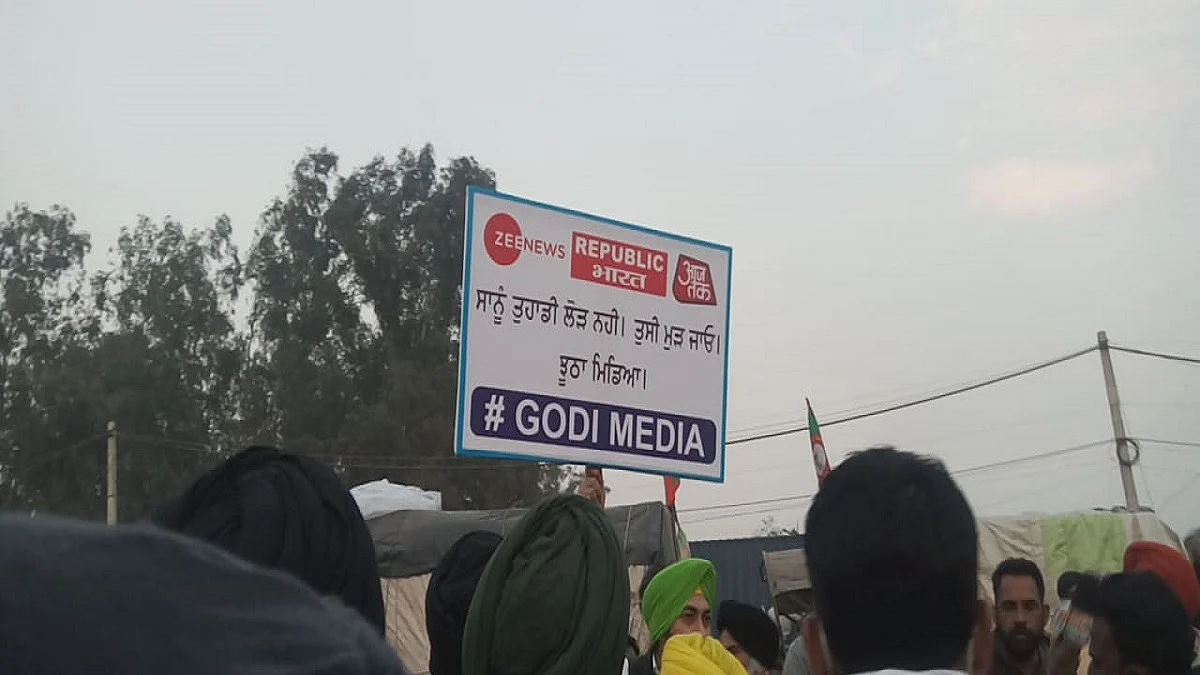 ZEENEWS REPUBLIC भारत आज तक
ਸਾਨੂੰ ਤੁਹਾਡੀ ਲੋੜ ਨਹੀ। ਤੁਸੀ ਮੁੜ ਜਾਓ।
ਝੂਠਾ ਮਿਡਿਆ।
# GODI MEDIA